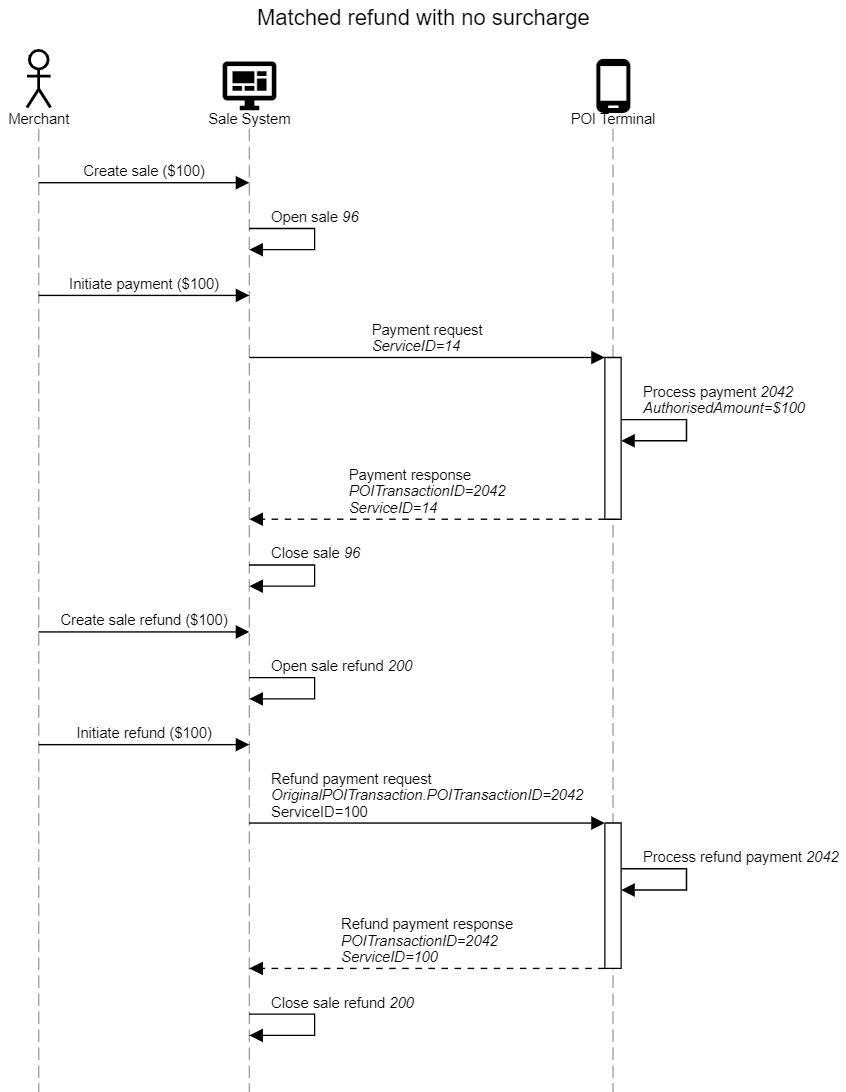 Matched refund with no surcharge
Merchant
Sale System
POI Terminal
Create sale ($100)
Open sale 96
Initiate payment ($100)
Payment request
ServiceID=14
Process payment 2042
AuthorisedAmount=$100
Payment response
POITransactionID=2042
ServiceID=14
Close sale 96
Create sale refund ($100)
Open sale refund 200
Initiate refund ($100)
Refund payment request
OriginalPOITransaction.POITransactionID=2042
ServiceID=100
Process refund payment 2042
Refund payment response
POITransactionID=2042
ServiceID=100
Close sale refund 200